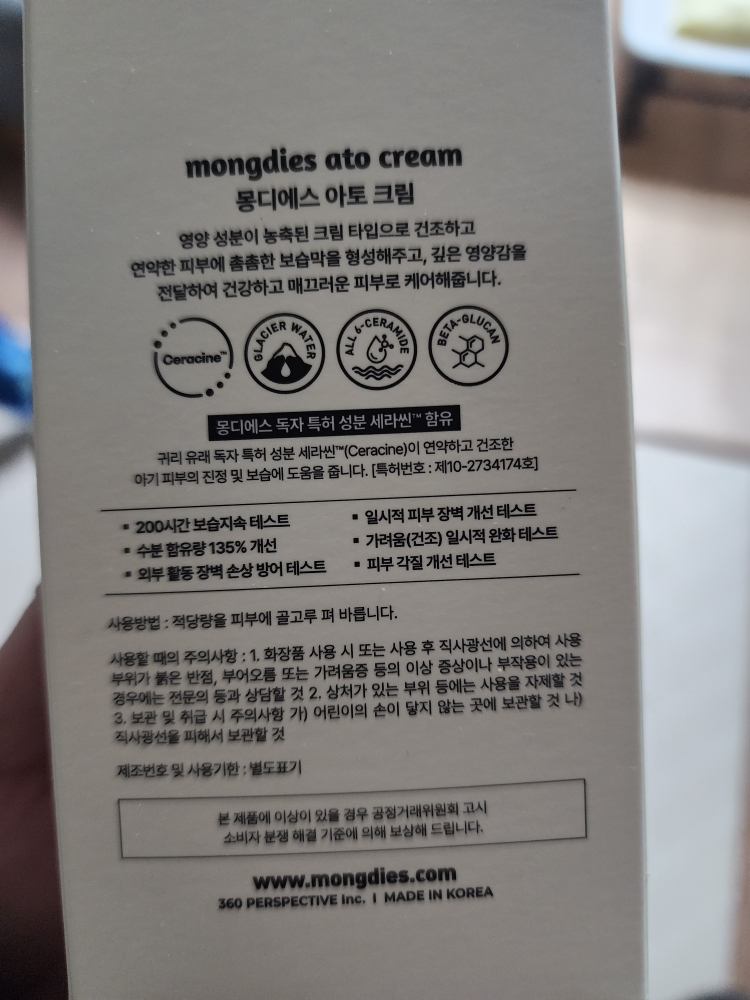 mongdies ato cream
몽디에스 아토 크림
영양 성분이 농축된 크림 타입으로 건조하고
연약한 피부에 촘촘한 보습막을 형성해주고, 깊은 영양감을
전달하여 건강하고 매끄러운 피부로 케어해줍니다.
Ceracine™
GLACIER WATER
ALL 6-CERAMIDE
BETA-GLUCAN
몽디에스 독자 특허 성분 세라씬™ 함유
귀리 유래 독자 특허 성분 세라씬™(Ceracine)이 연약하고 건조한
아기 피부의 진정 및 보습에 도움을 줍니다. [특허번호 : 제10-2734174호]
▪ 200시간 보습지속 테스트
▪ 수분 함유량 135% 개선
▪ 외부 활동 장벽 손상 방어 테스트
▪ 일시적 피부 장벽 개선 테스트
▪ 가려움(건조) 일시적 완화 테스트
▪ 피부 각질 개선 테스트
사용방법 : 적당량을 피부에 골고루 펴 바릅니다.
사용할 때의 주의사항 : 1. 화장품 사용 시 또는 사용 후 직사광선에 의하여 사용
부위가 붉은 반점, 부어오름 또는 가려움증 등의 이상 증상이나 부작용이 있는
경우에는 전문의 등과 상담할 것 2. 상처가 있는 부위 등에는 사용을 자제할 것
3. 보관 및 취급 시 주의사항 가) 어린이의 손이 닿지 않는 곳에 보관할 것 나)
직사광선을 피해서 보관할 것
제조번호 및 사용기한 : 별도표기
본 제품에 이상이 있을 경우 공정거래위원회 고시
소비자 분쟁 해결 기준에 의해 보상해 드립니다.
www.mongdies.com
360 PERSPECTIVE Inc. I MADE IN KOREA